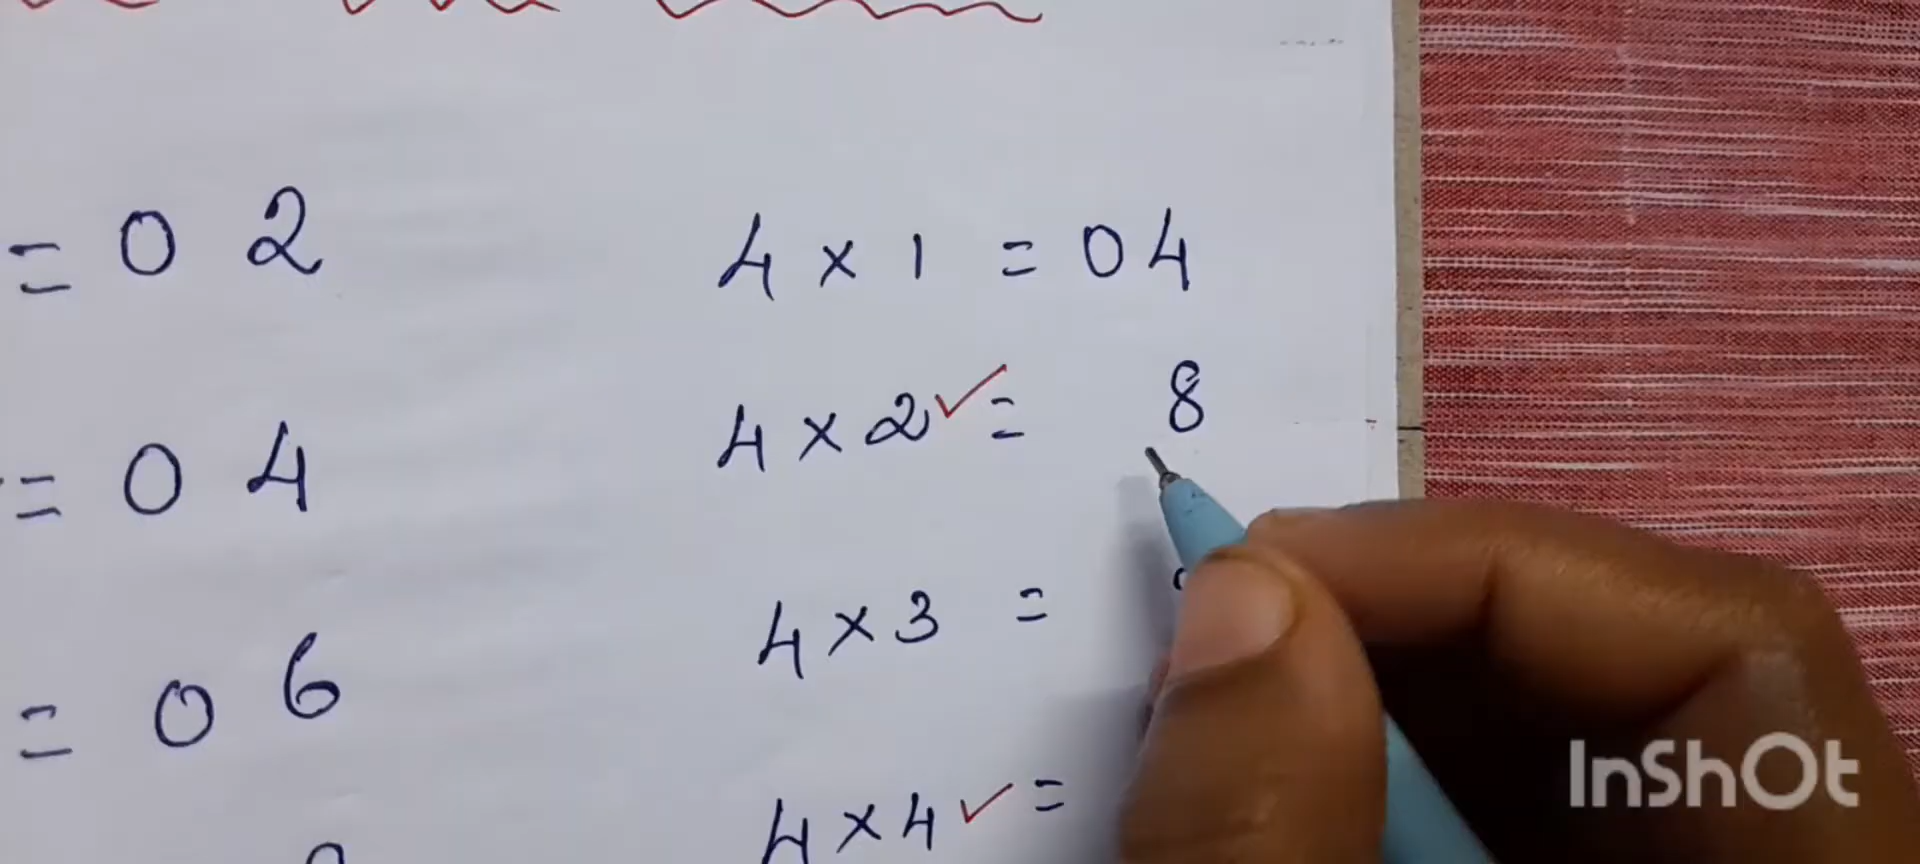 = 0 2
= 0 4
= 0 6
4 × 1 = 0 4
4 × 2 ✓ = 8
4 × 3 =
4 × 4 ✓ =
InShOt